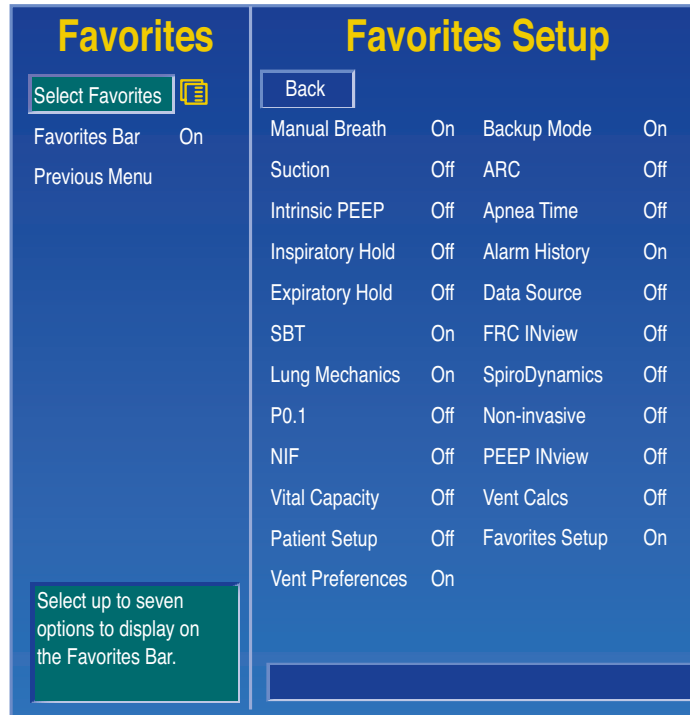 Favorites
Select Favorites
Favorites Bar On
Previous Menu
Select up to seven
options to display on
the Favorites Bar.
Favorites Setup
Back
Manual Breath On Backup Mode On
Suction Off ARC Off
Intrinsic PEEP Off Apnea Time Off
Inspiratory Hold Off Alarm History On
Expiratory Hold Off Data Source Off
SBT On FRC INview Off
Lung Mechanics On SpiroDynamics Off
P0.1 Off Non-invasive Off
NIF Off PEEP INview Off
Vital Capacity Off Vent Calcs Off
Patient Setup Off Favorites Setup On
Vent Preferences On